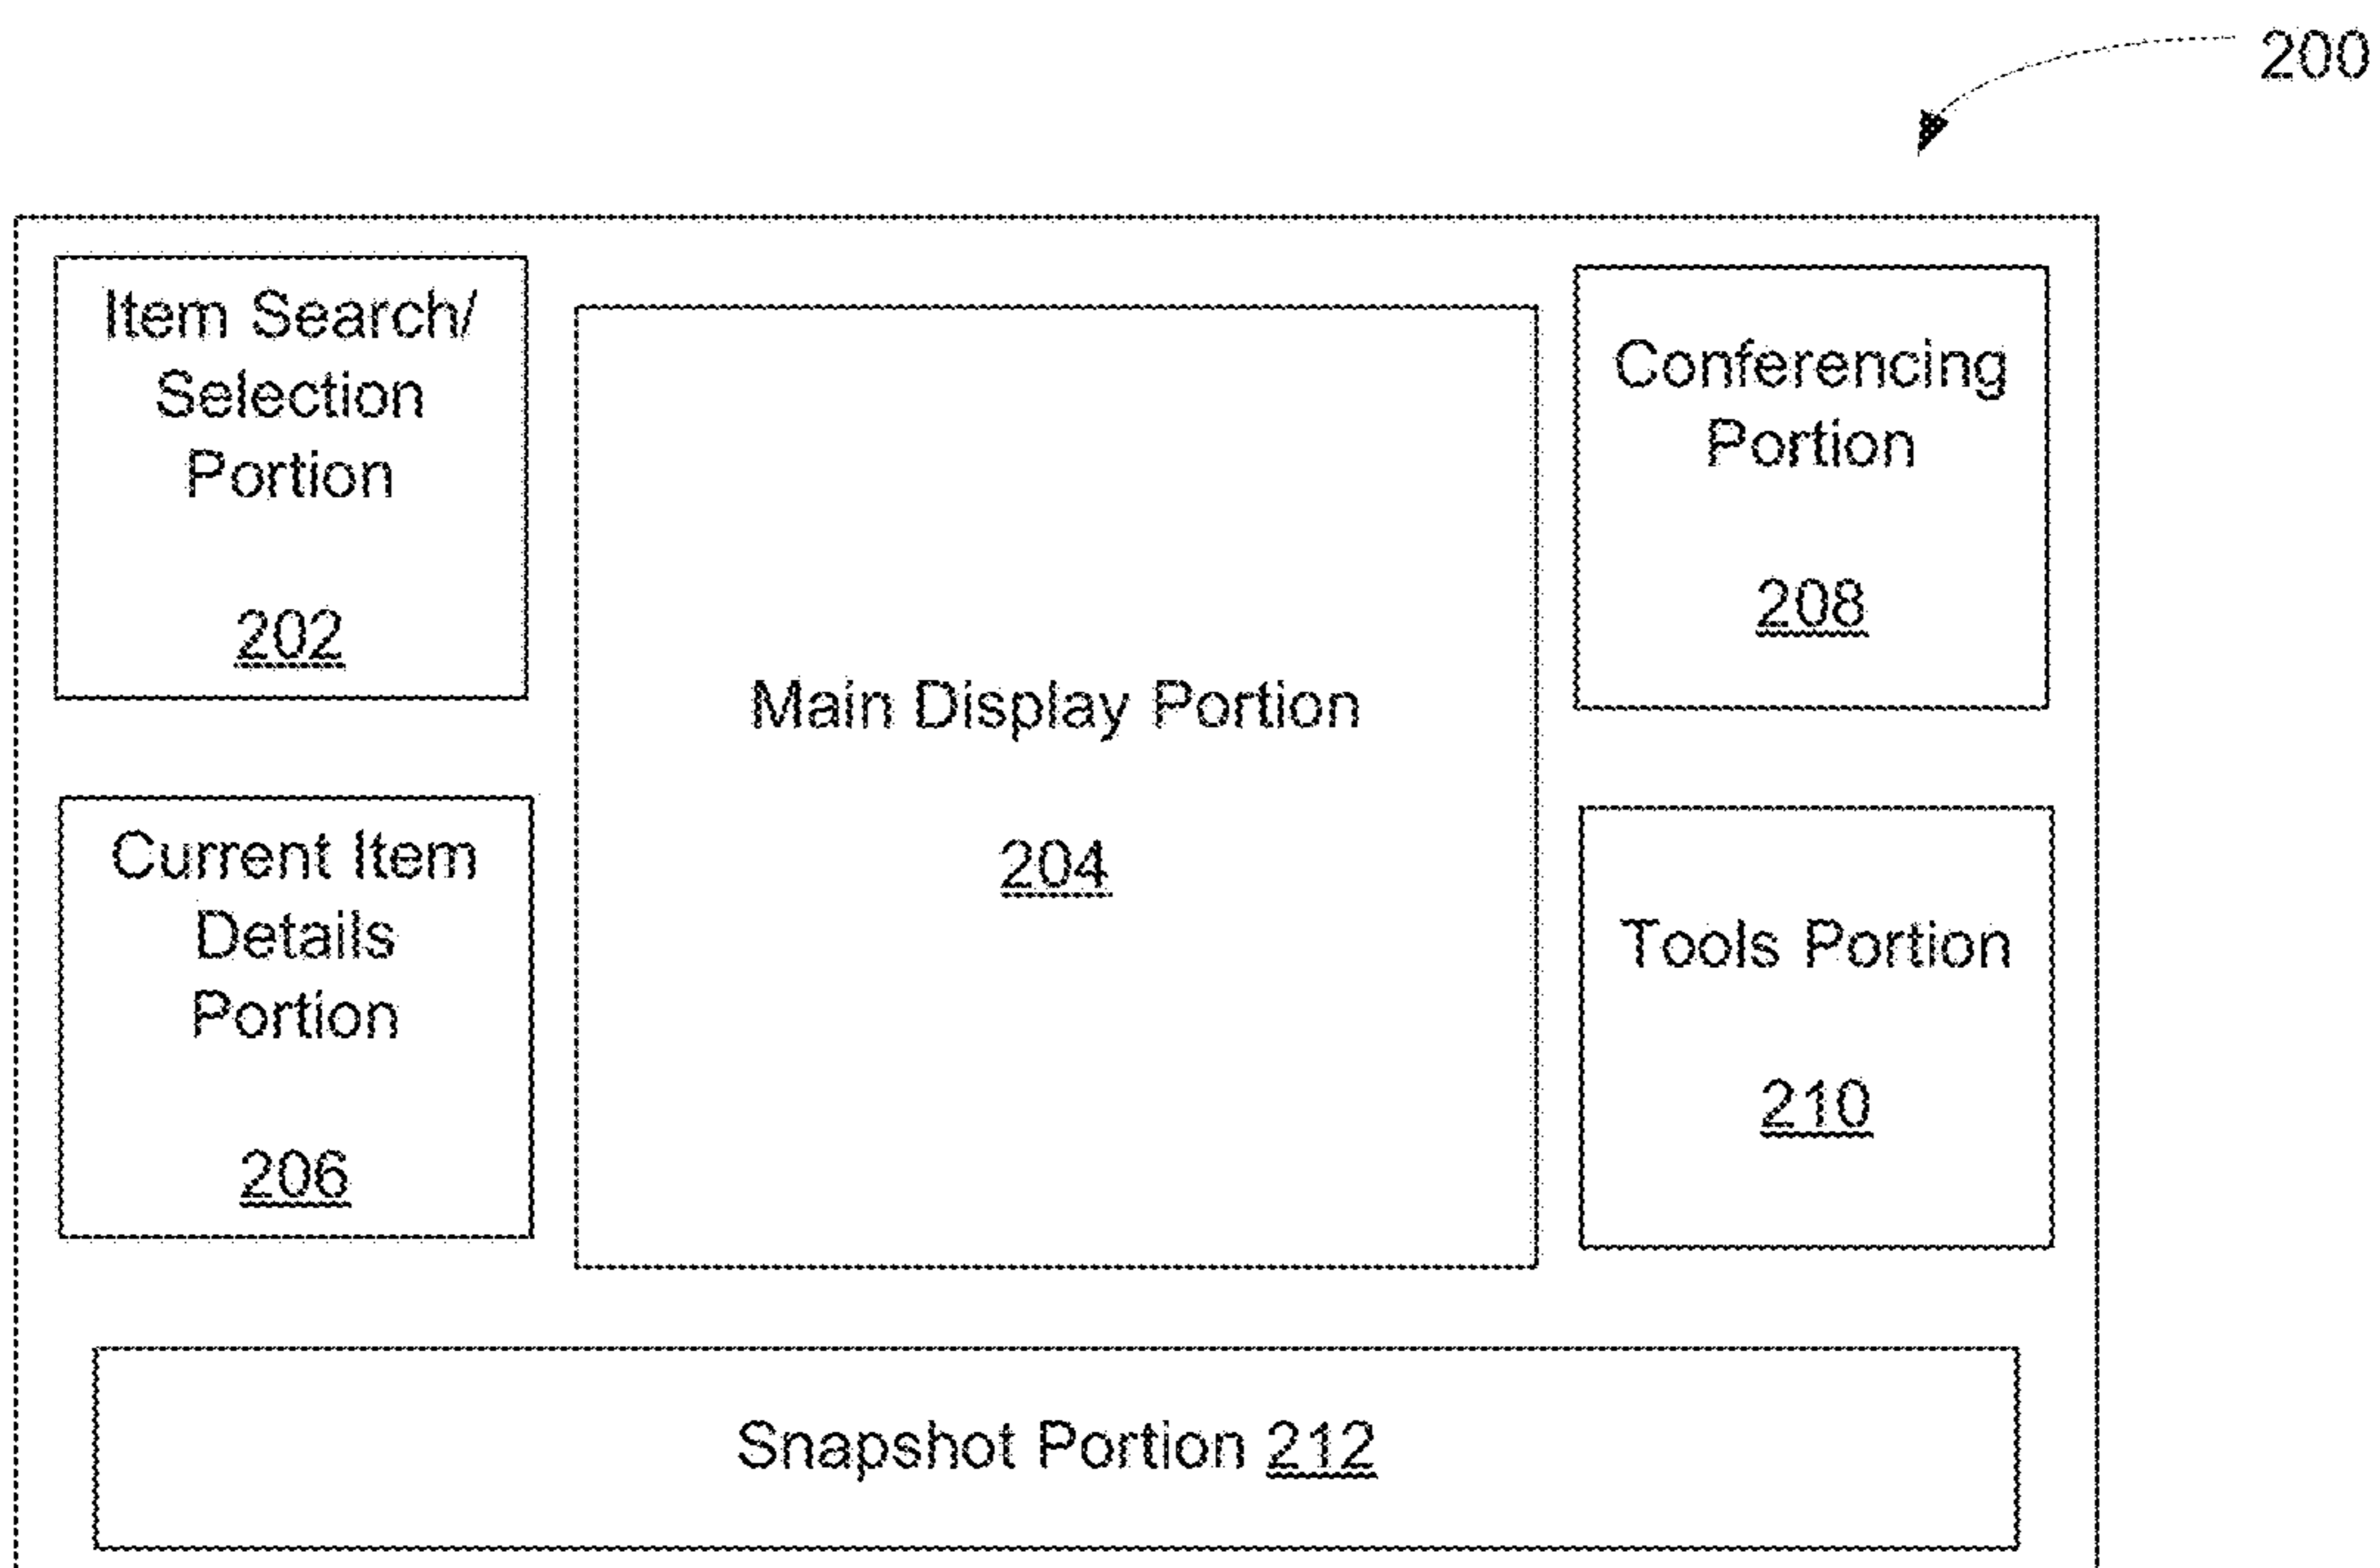 200
Item Search/
Selection
Portion
202
Main Display Portion
204
Conferencing
Portion
208
Current Item
Details
Portion
206
Tools Portion
210
Snapshot Portion 212